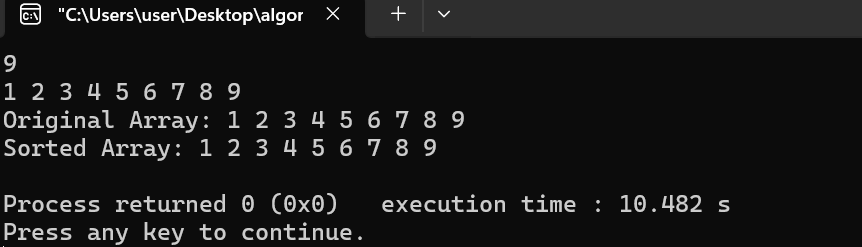 "C:\Users\user\Desktop\algor
9
1 2 3 4 5 6 7 8 9
Original Array: 1 2 3 4 5 6 7 8 9
Sorted Array: 1 2 3 4 5 6 7 8 9
Process returned 0 (0x0)   execution time : 10.482 s
Press any key to continue.